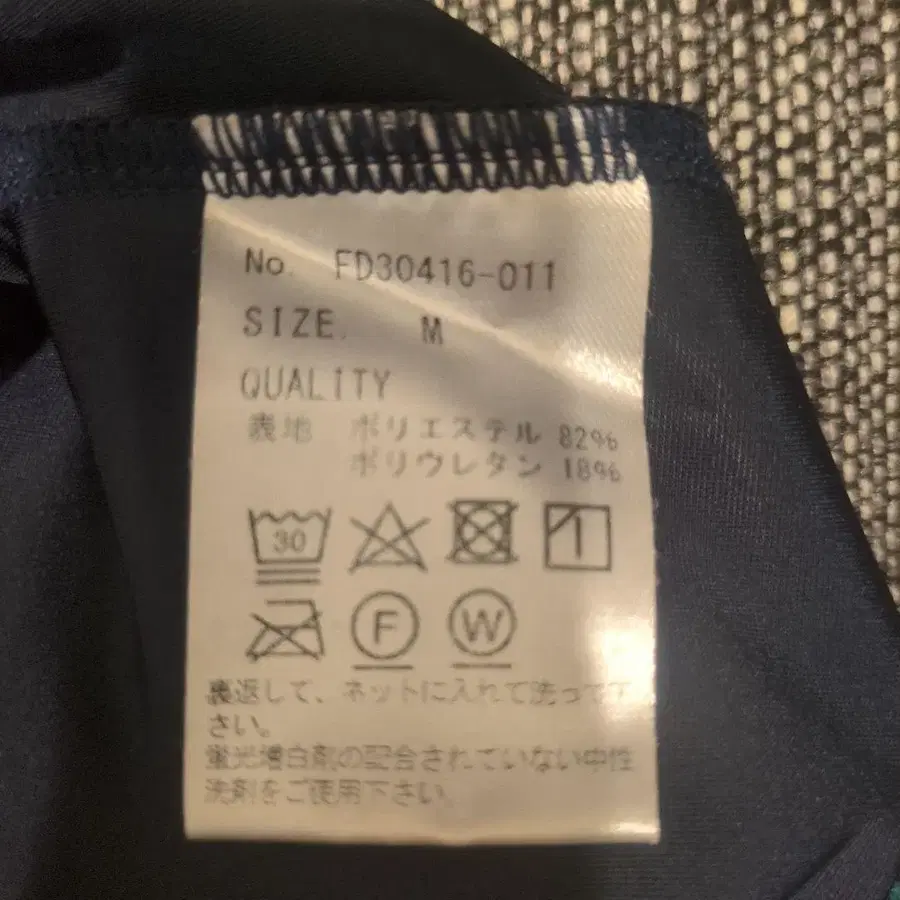 No. FD30416-011
SIZE. M
QUALITY
表地 ポリエステル 82%
ポリウレタン 18%
30
F W
裏返して、ネットに入れて洗って下
さい。
蛍光増白剤の配合されていない中性
洗剤をご使用下さい。